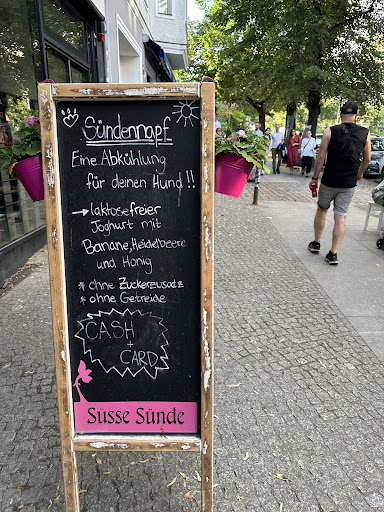 Sündennapf
Eine Abkühlung
für deinen Hund!!
→ laktosefreier
Joghurt mit
Banane, Heidelbeere
und Honig
* ohne Zuckerzusatz
* ohne Getreide
CASH
+
CARD
Süsse Sünde